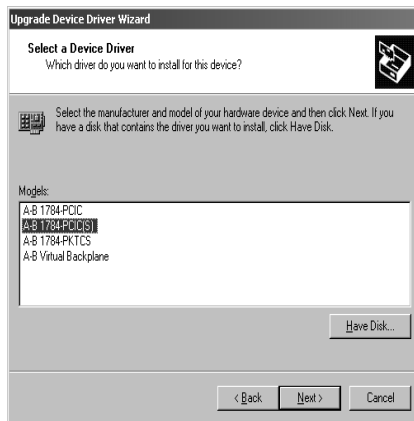 Upgrade Device Driver Wizard
Select a Device Driver
Which driver do you want to install for this device?
Select the manufacturer and model of your hardware device and then click Next. If you
have a disk that contains the driver you want to install, click Have Disk.
Models:
A-B 1784-PCIC
A-B 1784-PCIC(S)
A-B 1784-PKTCS
A-B Virtual Backplane
Have Disk...
< Back
Next >
Cancel